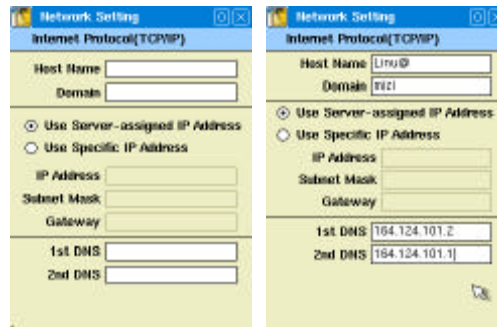 Network Setting
Internet Protocol(TCP/IP)
Host Name
Domain
Use Server-assigned IP Address
Use Specific IP Address
IP Address
Subnet Mask
Gateway
1st DNS
2nd DNS
Network Setting
Internet Protocol(TCP/IP)
Host Name Linu@
Domain mizi
Use Server-assigned IP Address
Use Specific IP Address
IP Address
Subnet Mask
Gateway
1st DNS 164.124.101.2
2nd DNS 164.124.101.1